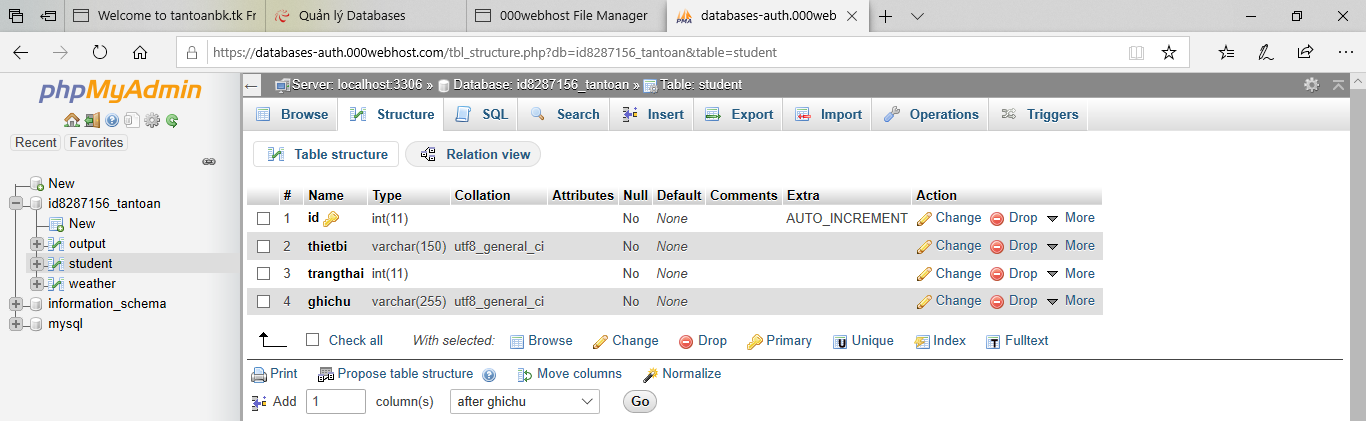 Welcome to tantoanbk.tk Fr
Quản lý Databases
000webhost File Manager
databases-auth.000web
https://databases-auth.000webhost.com/tbl_structure.php?db=id8287156_tantoan&table=student
phpMyAdmin
Recent Favorites
New
id8287156_tantoan
New
output
student
weather
information_schema
mysql
Server: localhost:3306 » Database: id8287156_tantoan » Table: student
Browse Structure SQL Search Insert Export Import Operations Triggers
Table structure Relation view
# Name Type Collation Attributes Null Default Comments Extra Action
1 id int(11) No None AUTO_INCREMENT Change Drop More
2 thietbi varchar(150) utf8_general_ci No None Change Drop More
3 trangthai int(11) No None Change Drop More
4 ghichu varchar(255) utf8_general_ci No None Change Drop More
Check all With selected: Browse Change Drop Primary Unique Index Fulltext
Print Propose table structure Move columns Normalize
Add 1 column(s) after ghichu Go